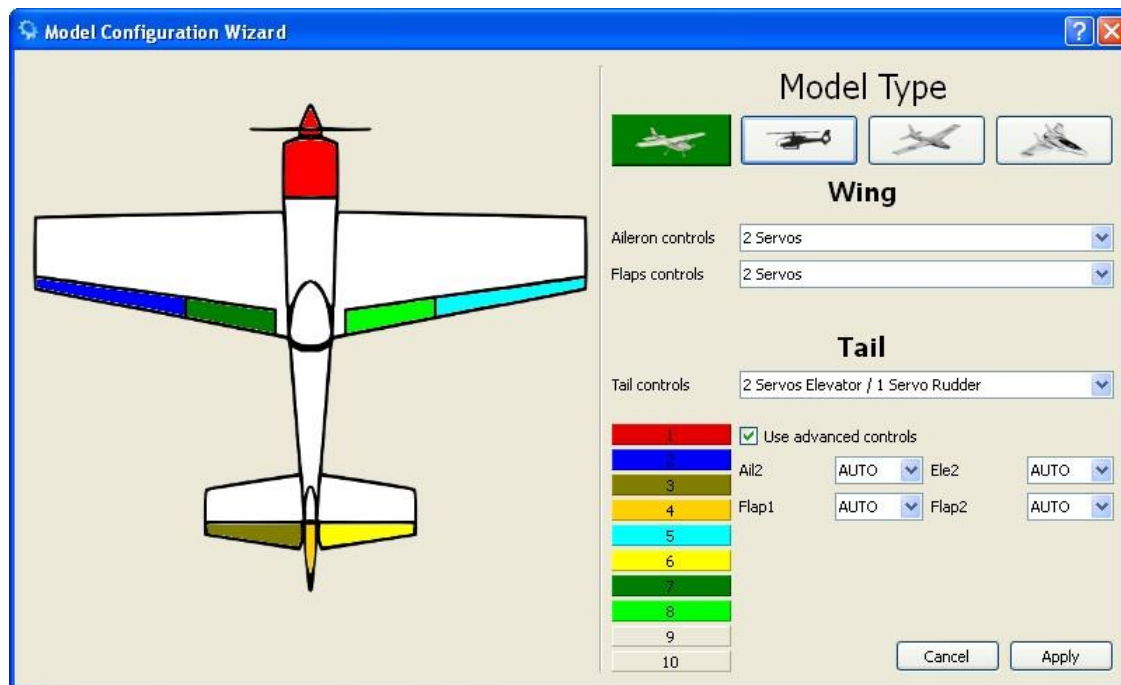 Model Configuration Wizard
Model Type
Wing
Aileron controls 2 Servos
Flaps controls 2 Servos
Tail
Tail controls 2 Servos Elevator / 1 Servo Rudder
1 Use advanced controls
2
Ail2 AUTO Ele2 AUTO
3
4
Flap1 AUTO Flap2 AUTO
5
6
7
8
9
10
Cancel Apply